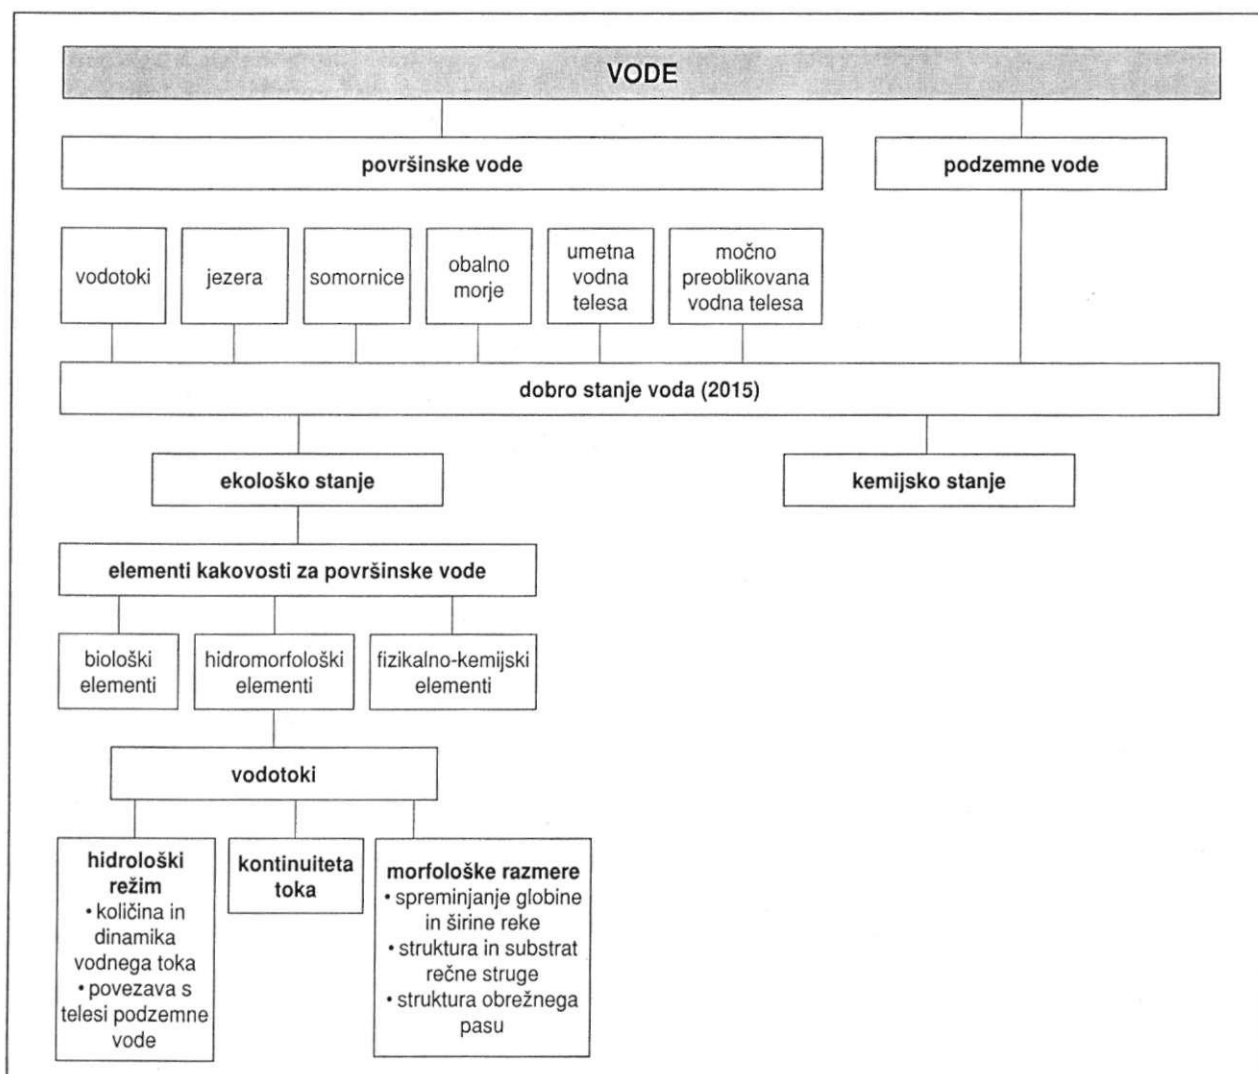 VODE
površinske vode
podzemne vode
vodotoki
jezera
somornice
obalno
morje
umetna
vodna
telesa
močno
preoblikovana
vodna telesa
dobro stanje voda (2015)
ekološko stanje
kemijsko stanje
elementi kakovosti za površinske vode
biološki
elementi
hidromorfološki
elementi
fizikalno-kemijski
elementi
vodotoki
hidrološki
režim
• količina in
dinamika
vodnega toka
• povezava s
telesi podzemne
vode
kontinuiteta
toka
morfološke razmere
• spreminjanje globine
in širine reke
• struktura in substrat
rečne struge
• struktura obrežnega
pasu